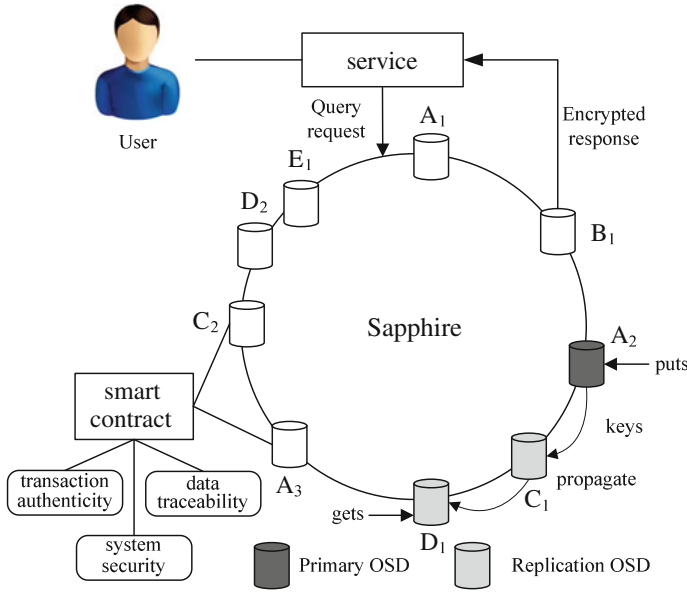 service
User
Query
request
Encrypted
response
A1
E1
D2
B1
C2
Sapphire
A2
puts
smart
contract
keys
transaction
authenticity
data
traceability
A3
propagate
C1
gets
D1
system
security
Primary OSD
Replication OSD